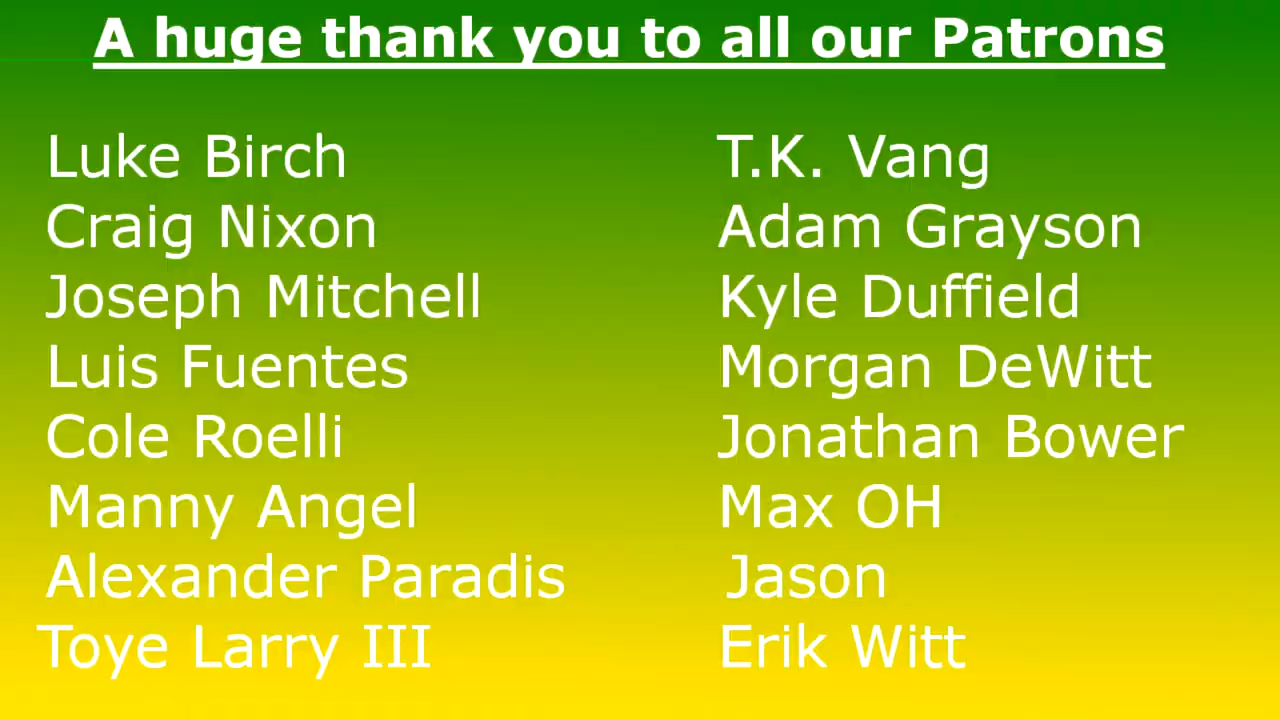 A huge thank you to all our Patrons
Luke Birch
Craig Nixon
Joseph Mitchell
Luis Fuentes
Cole Roelli
Manny Angel
Alexander Paradis
Toye Larry III
T.K. Vang
Adam Grayson
Kyle Duffield
Morgan DeWitt
Jonathan Bower
Max OH
Jason
Erik Witt